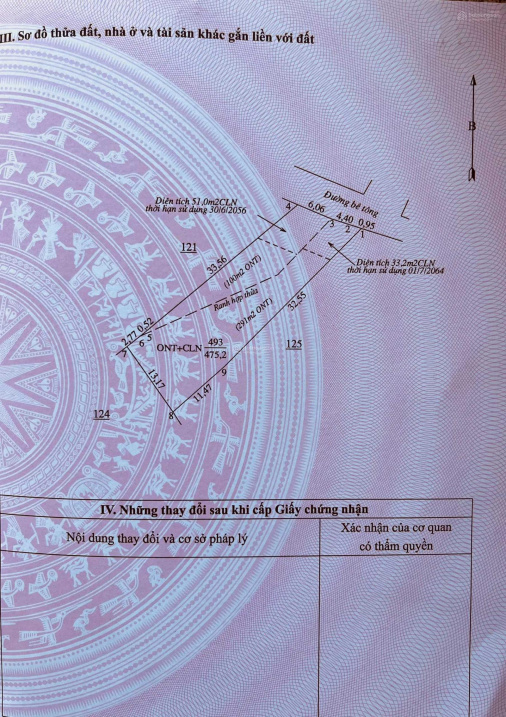 III. Sơ đồ thửa đất, nhà ở và tài sản khác gắn liền với đất
B
Đường bê tông
Diện tích 51,0m2CLN
thời hạn sử dụng 30/6/2056
4
6,06
3
4,40
2
0,95
1
121
33,56
(100m2 ONT)
Diện tích 33,2m2CLN
thời hạn sử dụng 01/7/2064
Ranh hợp thửa
(291m2 ONT)
32,55
2,77
0,52
7
6
5
ONT+CLN
493
475,2
125
13,17
9
11,47
8
124
IV. Những thay đổi sau khi cấp Giấy chứng nhận
Nội dung thay đổi và cơ sở pháp lý
Xác nhận của cơ quan
có thẩm quyền